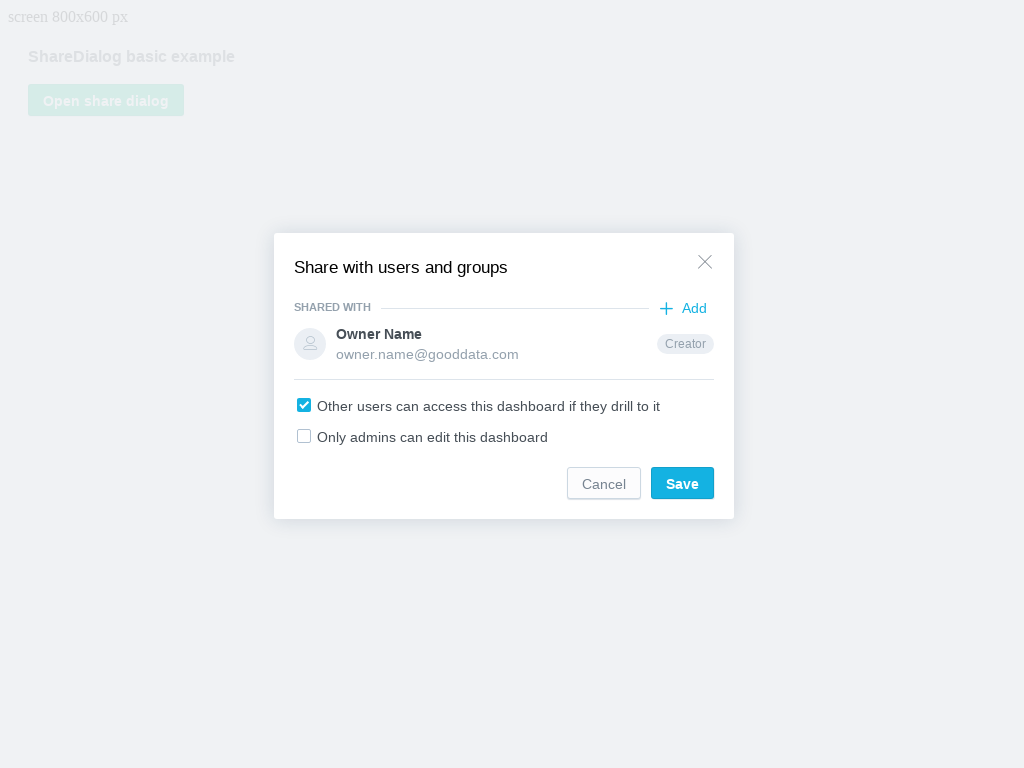 screen 800x600 px
ShareDialog basic example
Open share dialog
Share with users and groups
SHARED WITH
Add
Owner Name
owner.name@gooddata.com
Creator
Other users can access this dashboard if they drill to it
Only admins can edit this dashboard
Cancel
Save